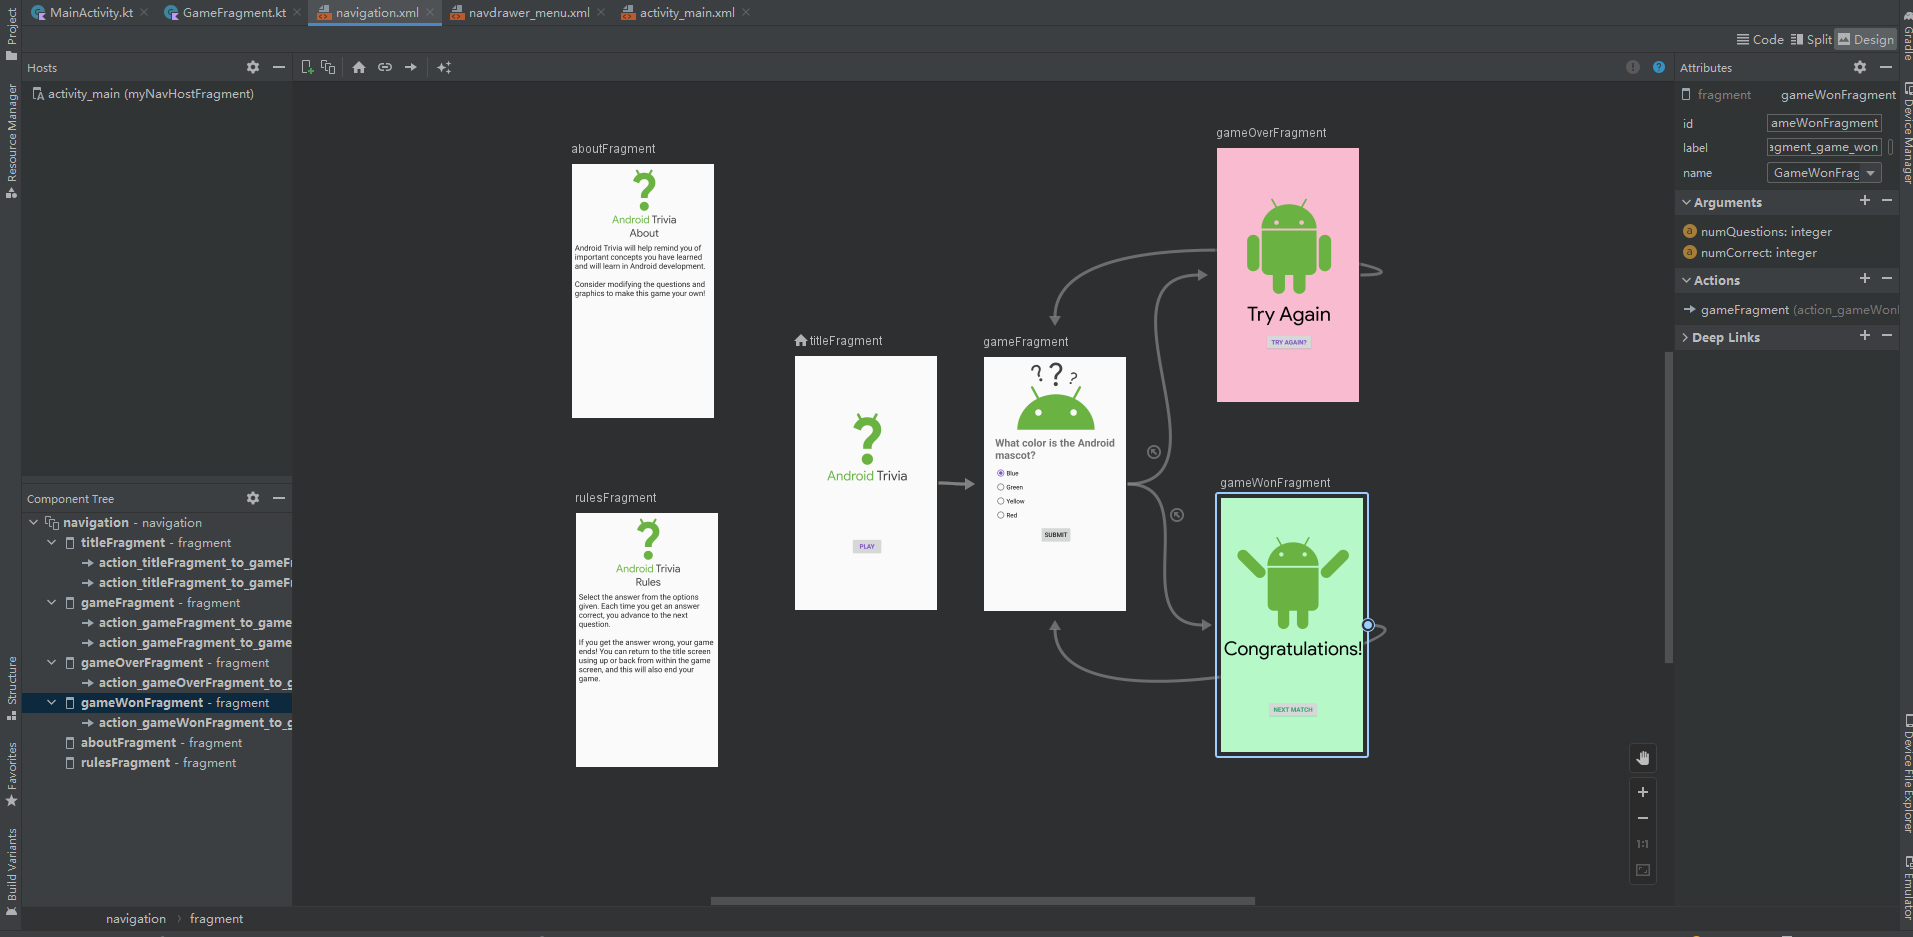 MainActivity.kt
GameFragment.kt
navigation.xml
navdrawer_menu.xml
activity_main.xml
Code
Split
Design
Project
Resource Manager
Structure
Favorites
Build Variants
Hosts
activity_main (myNavHostFragment)
Component Tree
navigation - navigation
titleFragment - fragment
action_titleFragment_to_gameF
action_titleFragment_to_gameF
gameFragment - fragment
action_gameFragment_to_game
action_gameFragment_to_game
gameOverFragment - fragment
action_gameOverFragment_to_g
gameWonFragment - fragment
action_gameWonFragment_to_g
aboutFragment - fragment
rulesFragment - fragment
aboutFragment
?
Android Trivia
About
Android Trivia will help remind you of
important concepts you have learned
and will learn in Android development.
Consider modifying the questions and
graphics to make this game your own!
rulesFragment
?
Android Trivia
Rules
Select the answer from the options
given. Each time you get an answer
correct, you advance to the next
question.
If you get the answer wrong, your game
ends! You can return to the title screen
using up or back from within the game
screen, and this will also end your
game.
titleFragment
?
Android Trivia
PLAY
gameFragment
? ? ?
What color is the Android
mascot?
Blue
Green
Yellow
Red
SUBMIT
gameOverFragment
Try Again
TRY AGAIN?
gameWonFragment
Congratulations!
NEXT MATCH
1:1
Attributes
fragment gameWonFragment
id ameWonFragment
label agment_game_won
name GameWonFrag
Arguments
a numQuestions: integer
a numCorrect: integer
Actions
gameFragment (action_gameWonF
Deep Links
Gradle
Device Manager
Device File Explorer
Emulator
navigation › fragment